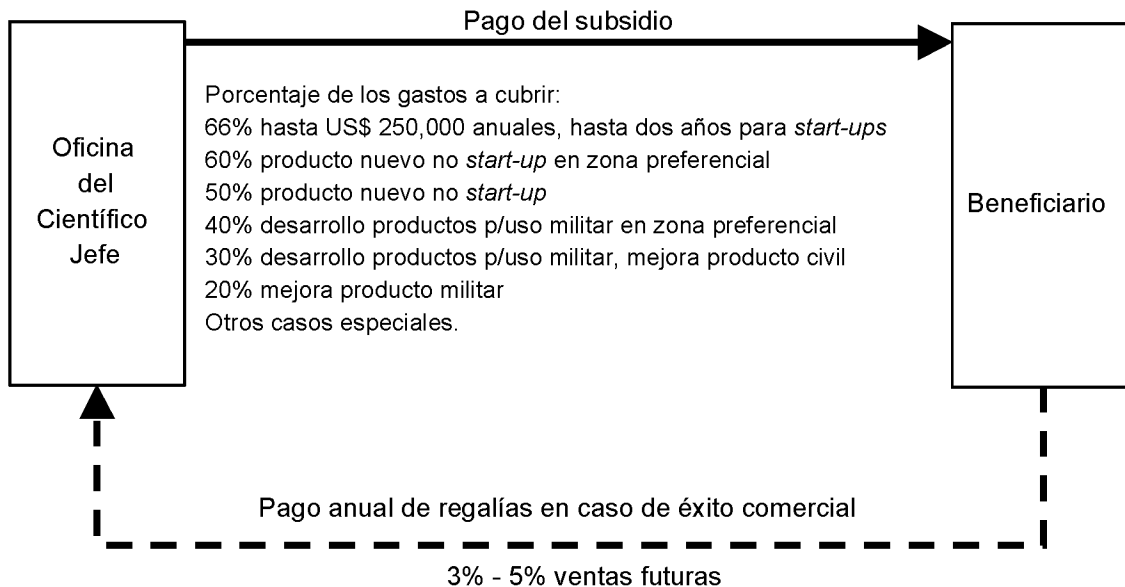 Pago del subsidio
Oficina
del
Científico
Jefe
Porcentaje de los gastos a cubrir:
66% hasta US$ 250,000 anuales, hasta dos años para start-ups
60% producto nuevo no start-up en zona preferencial
50% producto nuevo no start-up
40% desarrollo productos p/uso militar en zona preferencial
30% desarrollo productos p/uso militar, mejora producto civil
20% mejora producto militar
Otros casos especiales.
Beneficiario
Pago anual de regalías en caso de éxito comercial
3% - 5% ventas futuras